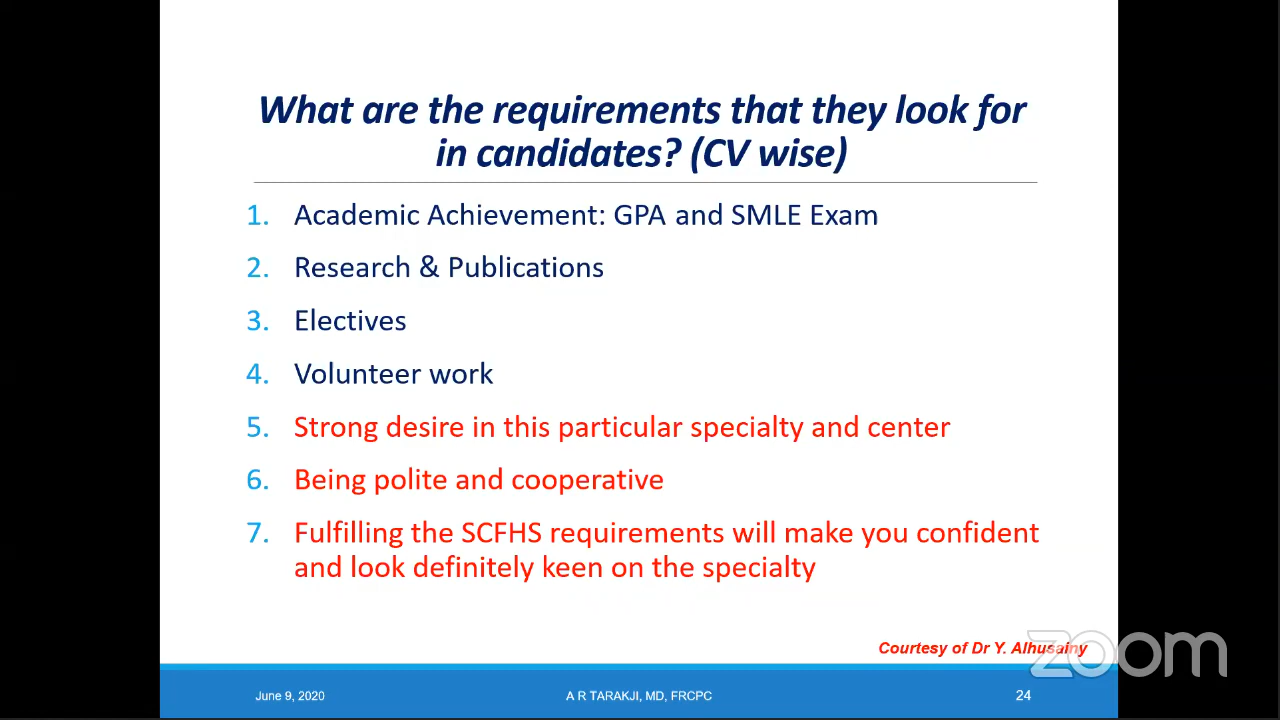 What are the requirements that they look for
in candidates? (CV wise)
1. Academic Achievement: GPA and SMLE Exam
2. Research & Publications
3. Electives
4. Volunteer work
5. Strong desire in this particular specialty and center
6. Being polite and cooperative
7. Fulfilling the SCFHS requirements will make you confident
and look definitely keen on the specialty
Courtesy of Dr Y. Alhusainy
zoom
June 9, 2020
A R TARAKJI, MD, FRCPC
24